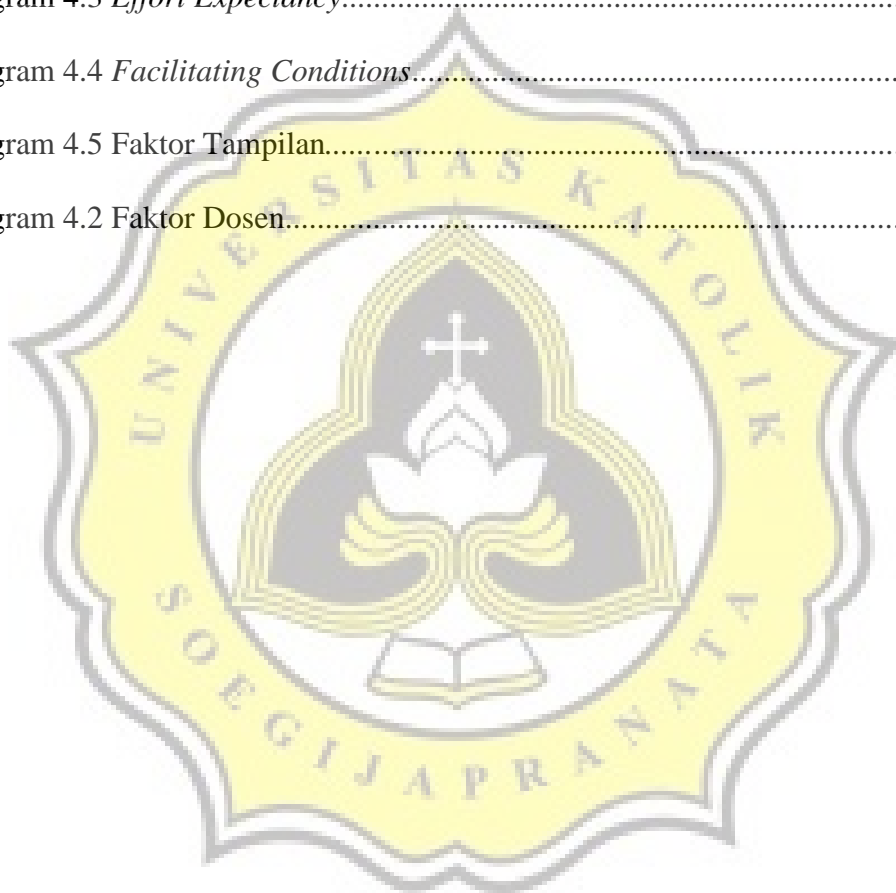 gram 4.3 Effort Expectancy
gram 4.4 Facilitating Conditions
gram 4.5 Faktor Tampilan
gram 4.2 Faktor Dosen
UNIVERSITAS KATOLIK
SOEGIJAPRANATA